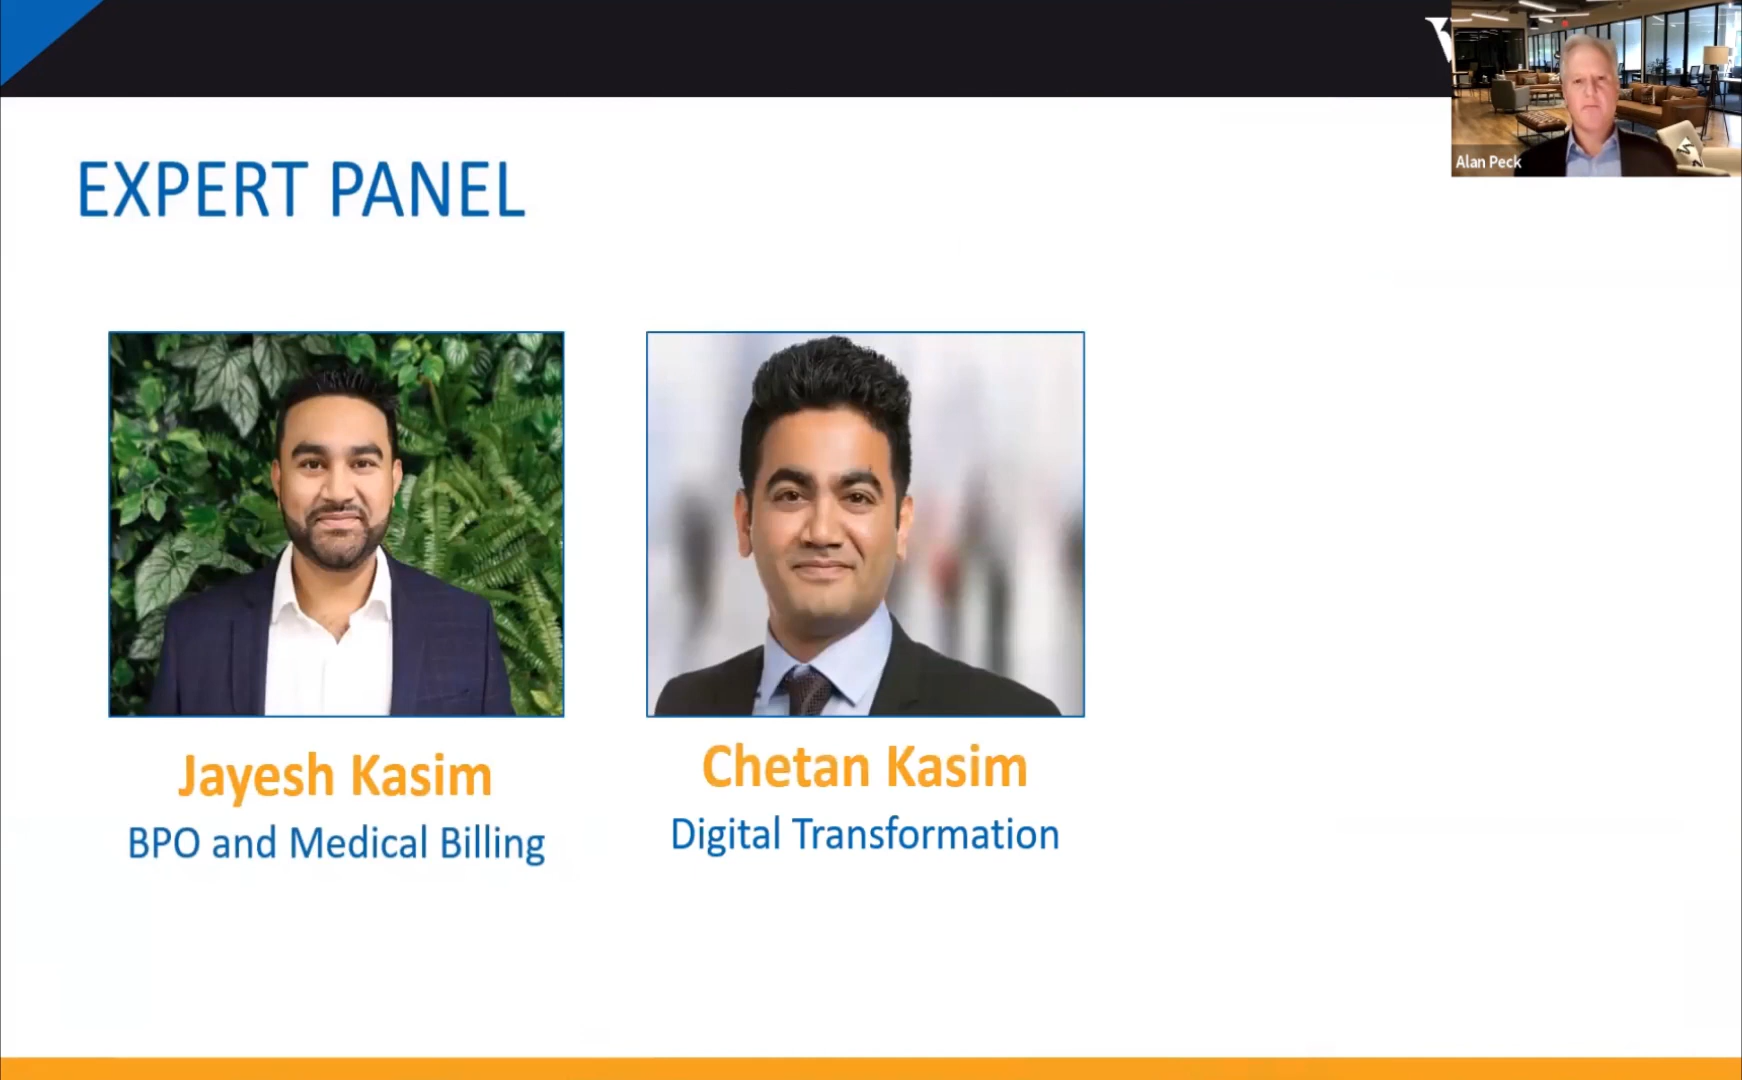 EXPERT PANEL
Alan Peck
Jayesh Kasim
BPO and Medical Billing
Chetan Kasim
Digital Transformation